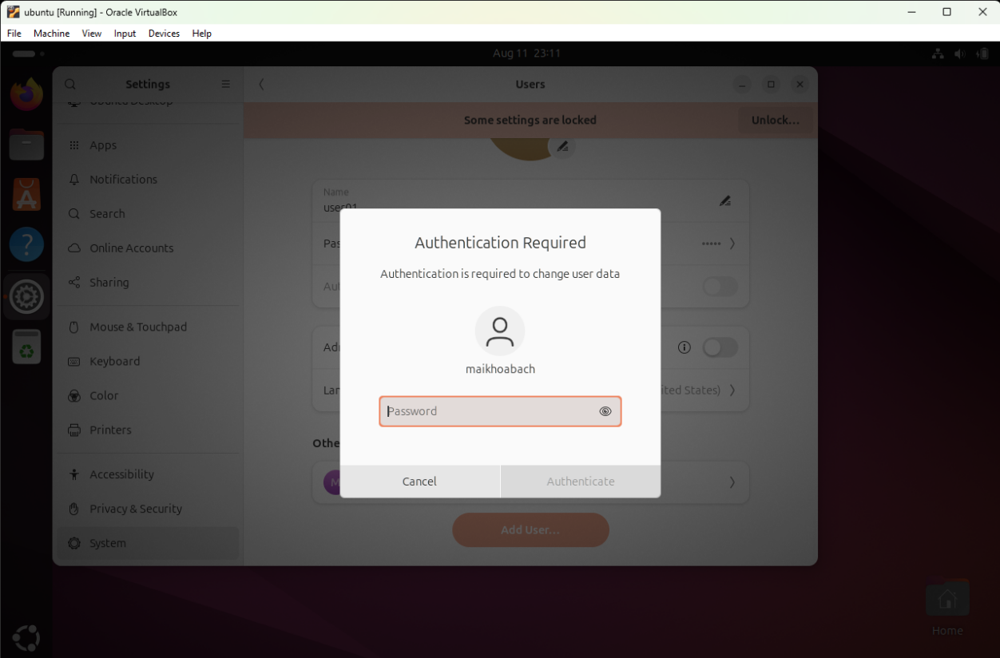 ubuntu [Running] - Oracle VirtualBox
File Machine View Input Devices Help
Aug 11 23:11
Settings
Users
Ubuntu Desktop
Some settings are locked
Unlock...
Apps
Notifications
Search
Online Accounts
Sharing
Mouse & Touchpad
Keyboard
Color
Printers
Accessibility
Privacy & Security
System
Name
user01
Pas
Aut
Adm
Lan
ited States)
Othe
M
Add User...
Authentication Required
Authentication is required to change user data
maikhoabach
Password
Cancel
Authenticate
Home